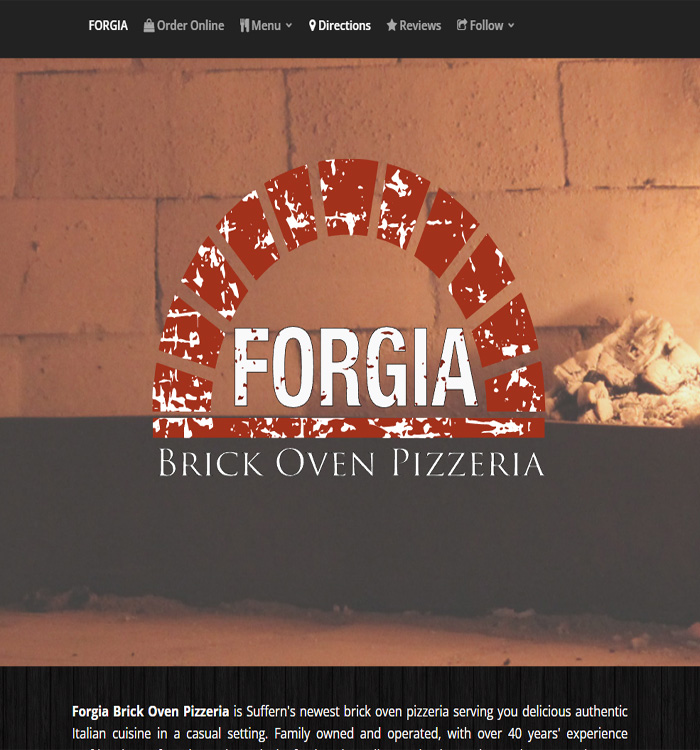 FORGIA Order Online Menu Directions Reviews Follow
FORGIA
BRICK OVEN PIZZERIA
Forgia Brick Oven Pizzeria is Suffern's newest brick oven pizzeria serving you delicious authentic
Italian cuisine in a casual setting. Family owned and operated, with over 40 years' experience